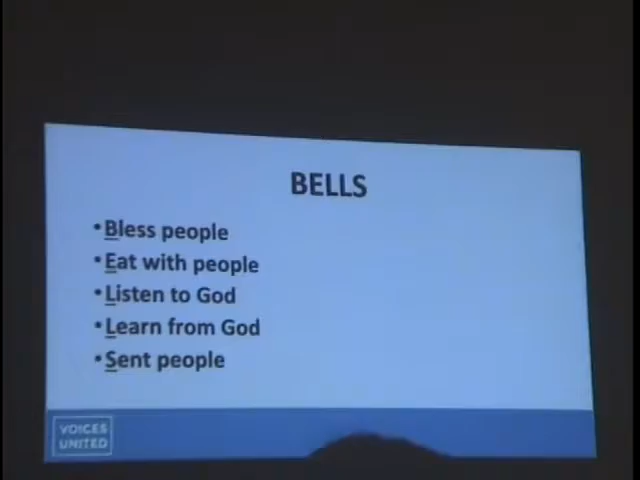 BELLS
•Bless people
•Eat with people
•Listen to God
•Learn from God
•Sent people
VOICES
UNITED